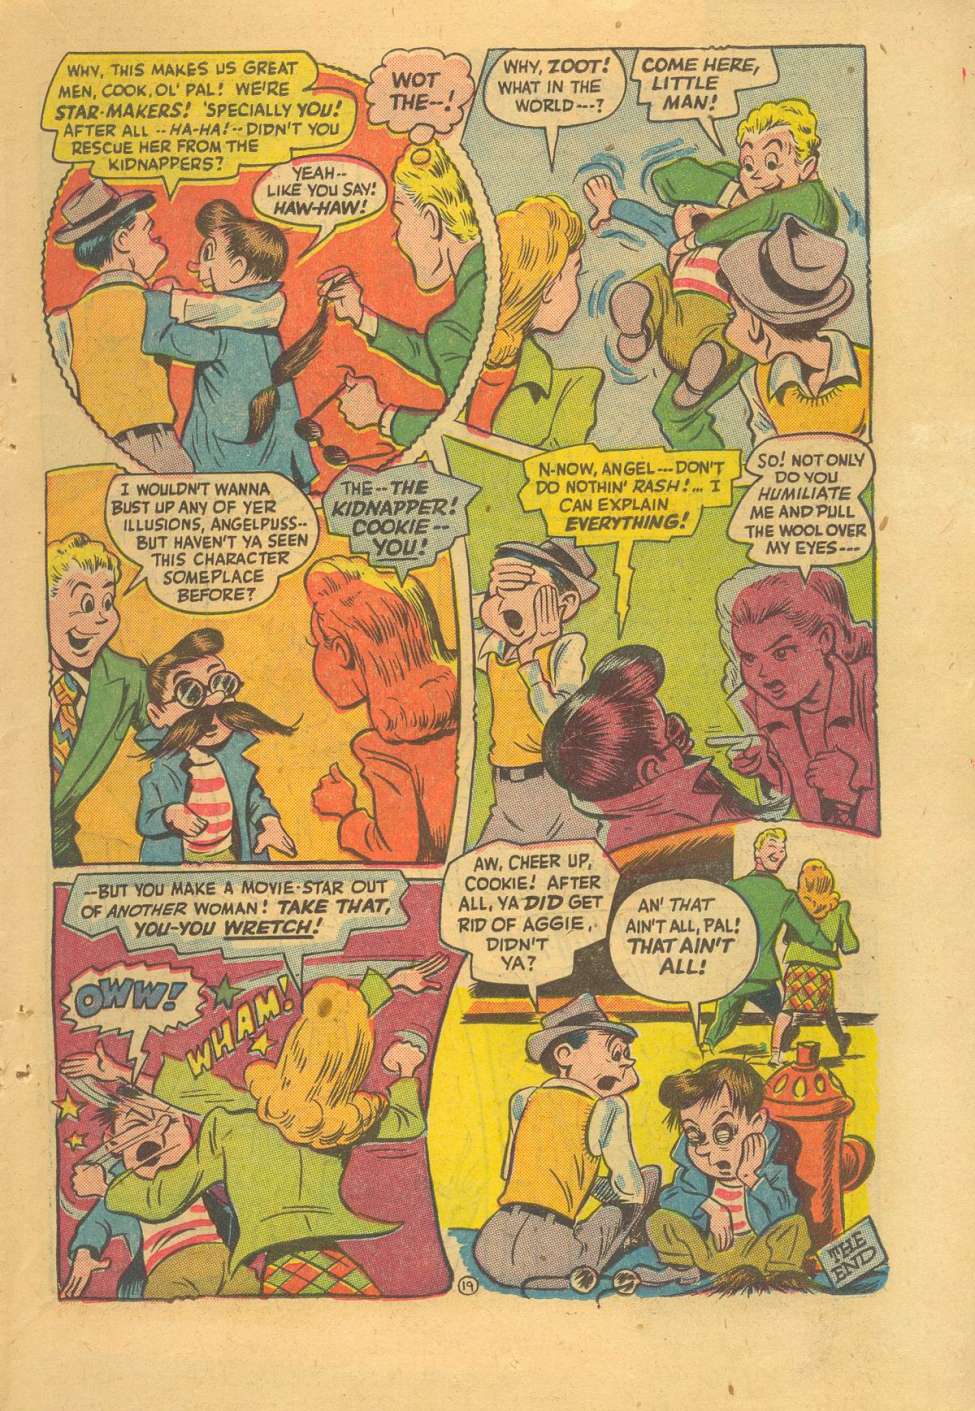 WHY, THIS MAKES US GREAT
MEN, COOK, OL' PAL! WE'RE
STAR-MAKERS! 'SPECIALLY YOU!
AFTER ALL -- HA-HA! -- DIDN'T YOU
RESCUE HER FROM THE
KIDNAPPERS?
YEAH--
LIKE YOU SAY!
HAW-HAW!
WOT
THE--!
WHY, ZOOT!
WHAT IN THE
WORLD---?
COME HERE,
LITTLE
MAN!
I WOULDN'T WANNA
BUST UP ANY OF YER
ILLUSIONS, ANGELPUSS--
BUT HAVEN'T YA SEEN
THIS CHARACTER
SOMEPLACE
BEFORE?
THE--THE
KIDNAPPER!
COOKIE--
YOU!
N-NOW, ANGEL---DON'T
DO NOTHIN' RASH!... I
CAN EXPLAIN
EVERYTHING!
SO! NOT ONLY
DO YOU
HUMILIATE
ME AND PULL
THE WOOL OVER
MY EYES---
--BUT YOU MAKE A MOVIE-STAR OUT
OF ANOTHER WOMAN! TAKE THAT,
YOU-YOU WRETCH!
OWW!
WHAM!
AW, CHEER UP,
COOKIE! AFTER
ALL, YA DID GET
RID OF AGGIE,
DIDN'T
YA?
AN' THAT
AIN'T ALL, PAL!
THAT AIN'T
ALL!
THE
END
19